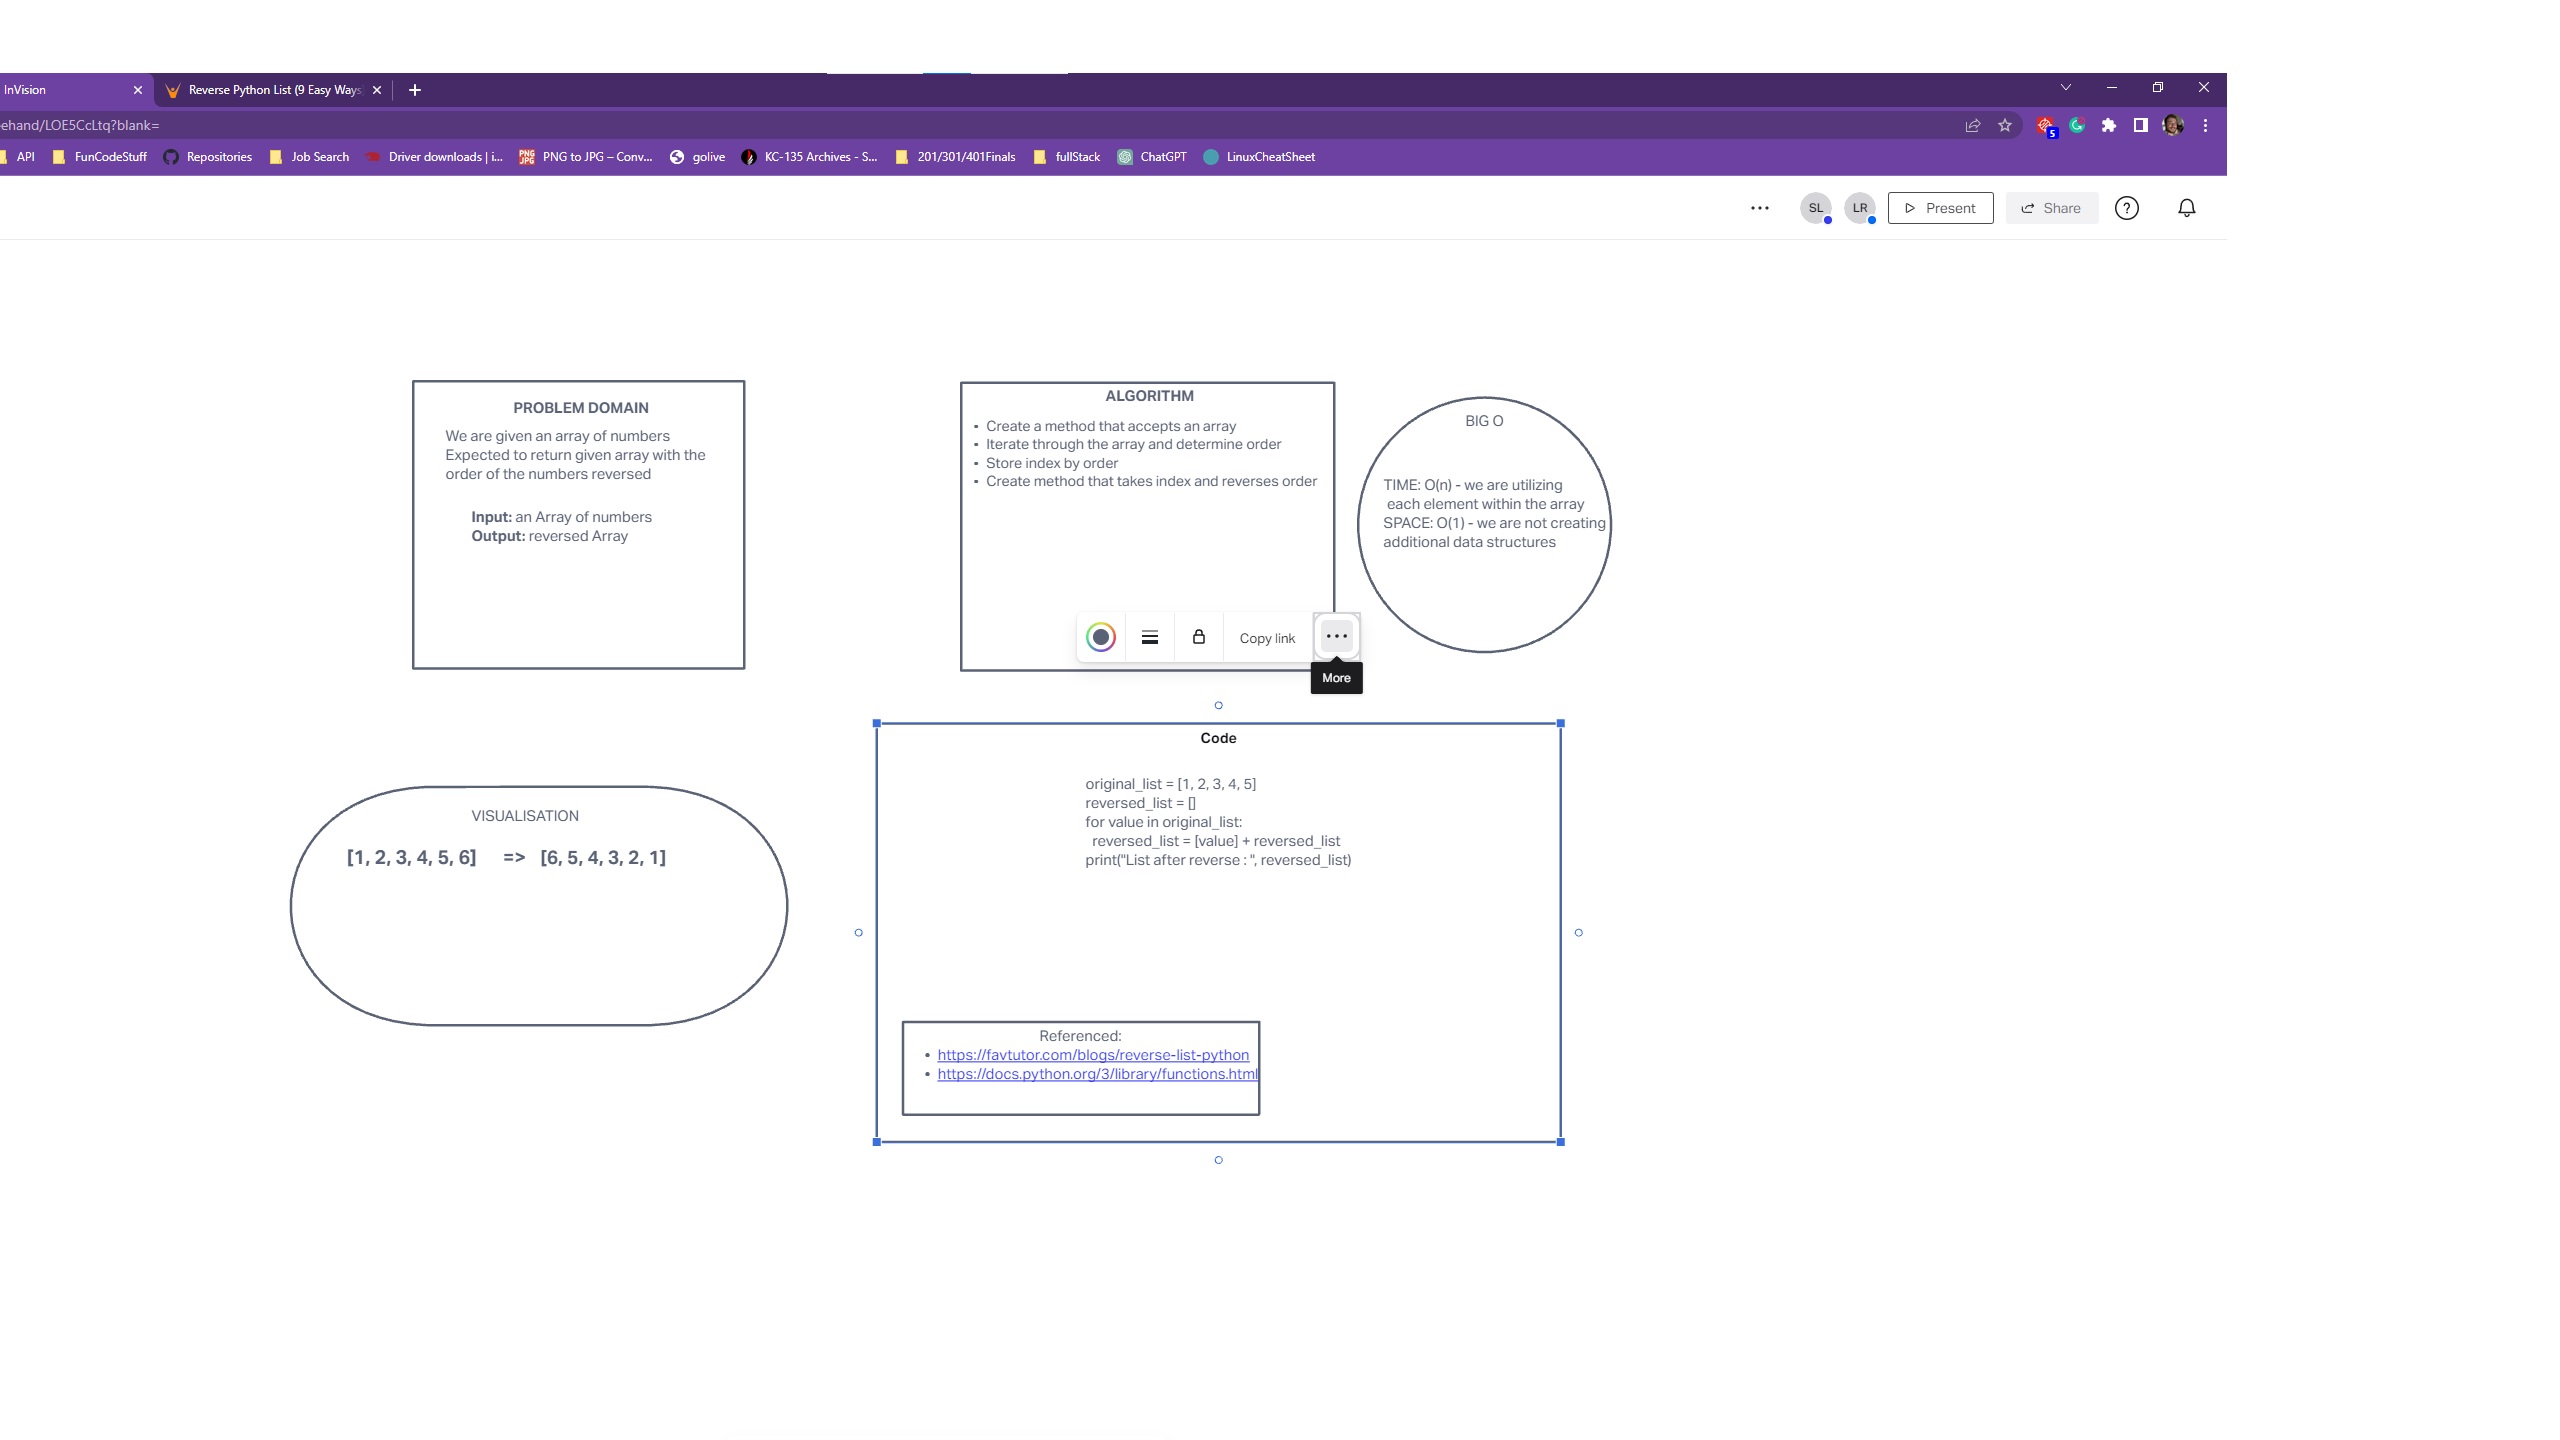 InVision
Reverse Python List (9 Easy Ways
ehand/LOE5CcLtq?blank=
5
API
FunCodeStuff
Repositories
Job Search
Driver downloads | i...
PNG to JPG – Conv...
golive
KC-135 Archives - S...
201/301/401Finals
fullStack
ChatGPT
LinuxCheatSheet
SL
LR
Present
Share
PROBLEM DOMAIN
We are given an array of numbers
Expected to return given array with the
order of the numbers reversed
Input: an Array of numbers
Output: reversed Array
ALGORITHM
• Create a method that accepts an array
• Iterate through the array and determine order
• Store index by order
• Create method that takes index and reverses order
BIG O
TIME: O(n) - we are utilizing
each element within the array
SPACE: O(1) - we are not creating
additional data structures
Copy link
More
VISUALISATION
[1, 2, 3, 4, 5, 6] => [6, 5, 4, 3, 2, 1]
Code
original_list = [1, 2, 3, 4, 5]
reversed_list = []
for value in original_list:
  reversed_list = [value] + reversed_list
print("List after reverse : ", reversed_list)
Referenced:
• https://favtutor.com/blogs/reverse-list-python
• https://docs.python.org/3/library/functions.html